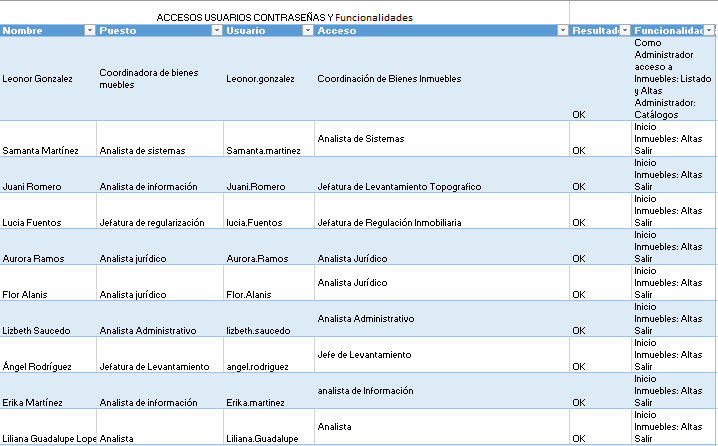 ACCESOS USUARIOS CONTRASEÑAS Y Funcionalidades
Nombre Puesto Usuario Acceso Resultad Funcionalidad
Leonor Gonzalez Coordinadora de bienes muebles Leonor.gonzalez Coordinación de Bienes Inmuebles OK Como Administrador acceso a Inmuebles: Listado y Altas Administrador: Catálogos
Samanta Martínez Analista de sistemas Samanta.martinez Analista de Sistemas OK Inicio Inmuebles: Altas Salir
Juani Romero Analista de información Juani.Romero Jefatura de Levantamiento Topografico OK Inicio Inmuebles: Altas Salir
Lucia Fuentos Jefatura de regularización lucia.Fuentos Jefatura de Regulación Inmobiliaria OK Inicio Inmuebles: Altas Salir
Aurora Ramos Analista jurídico Aurora.Ramos Analista Jurídico OK Inicio Inmuebles: Altas Salir
Flor Alanis Analista jurídico Flor.Alanis Analista Jurídico OK Inicio Inmuebles: Altas Salir
Lizbeth Saucedo Analista Administrativo lizbeth.saucedo Analista Administrativo OK Inicio Inmuebles: Altas Salir
Ángel Rodríguez Jefatura de Levantamiento angel.rodriguez Jefe de Levantamiento OK Inicio Inmuebles: Altas Salir
Erika Martínez Analista de información Erika.martinez analista de Información OK Inicio Inmuebles: Altas Salir
Liliana Guadalupe Lope Analista Liliana.Guadalupe Analista OK Inicio Inmuebles: Altas Salir